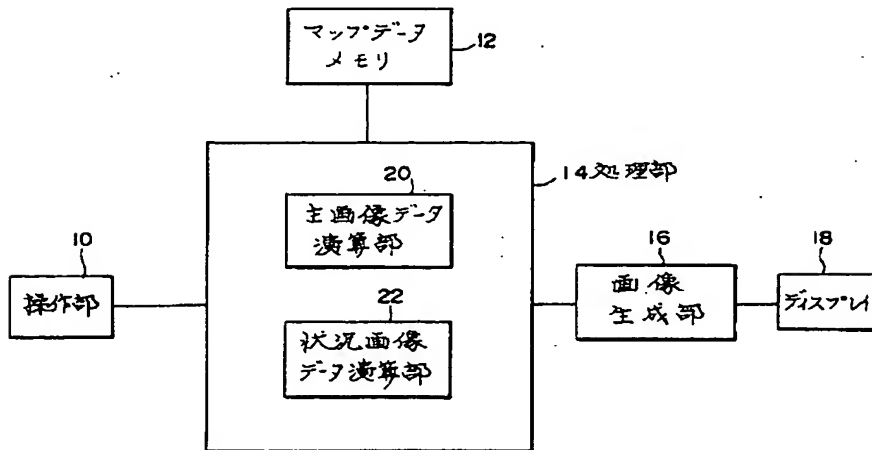 マップデータ
メモリ
12
14処理部
20
主画像データ
演算部
10
操作部
22
状況画像
データ演算部
16
画像
生成部
18
ディスプレイ